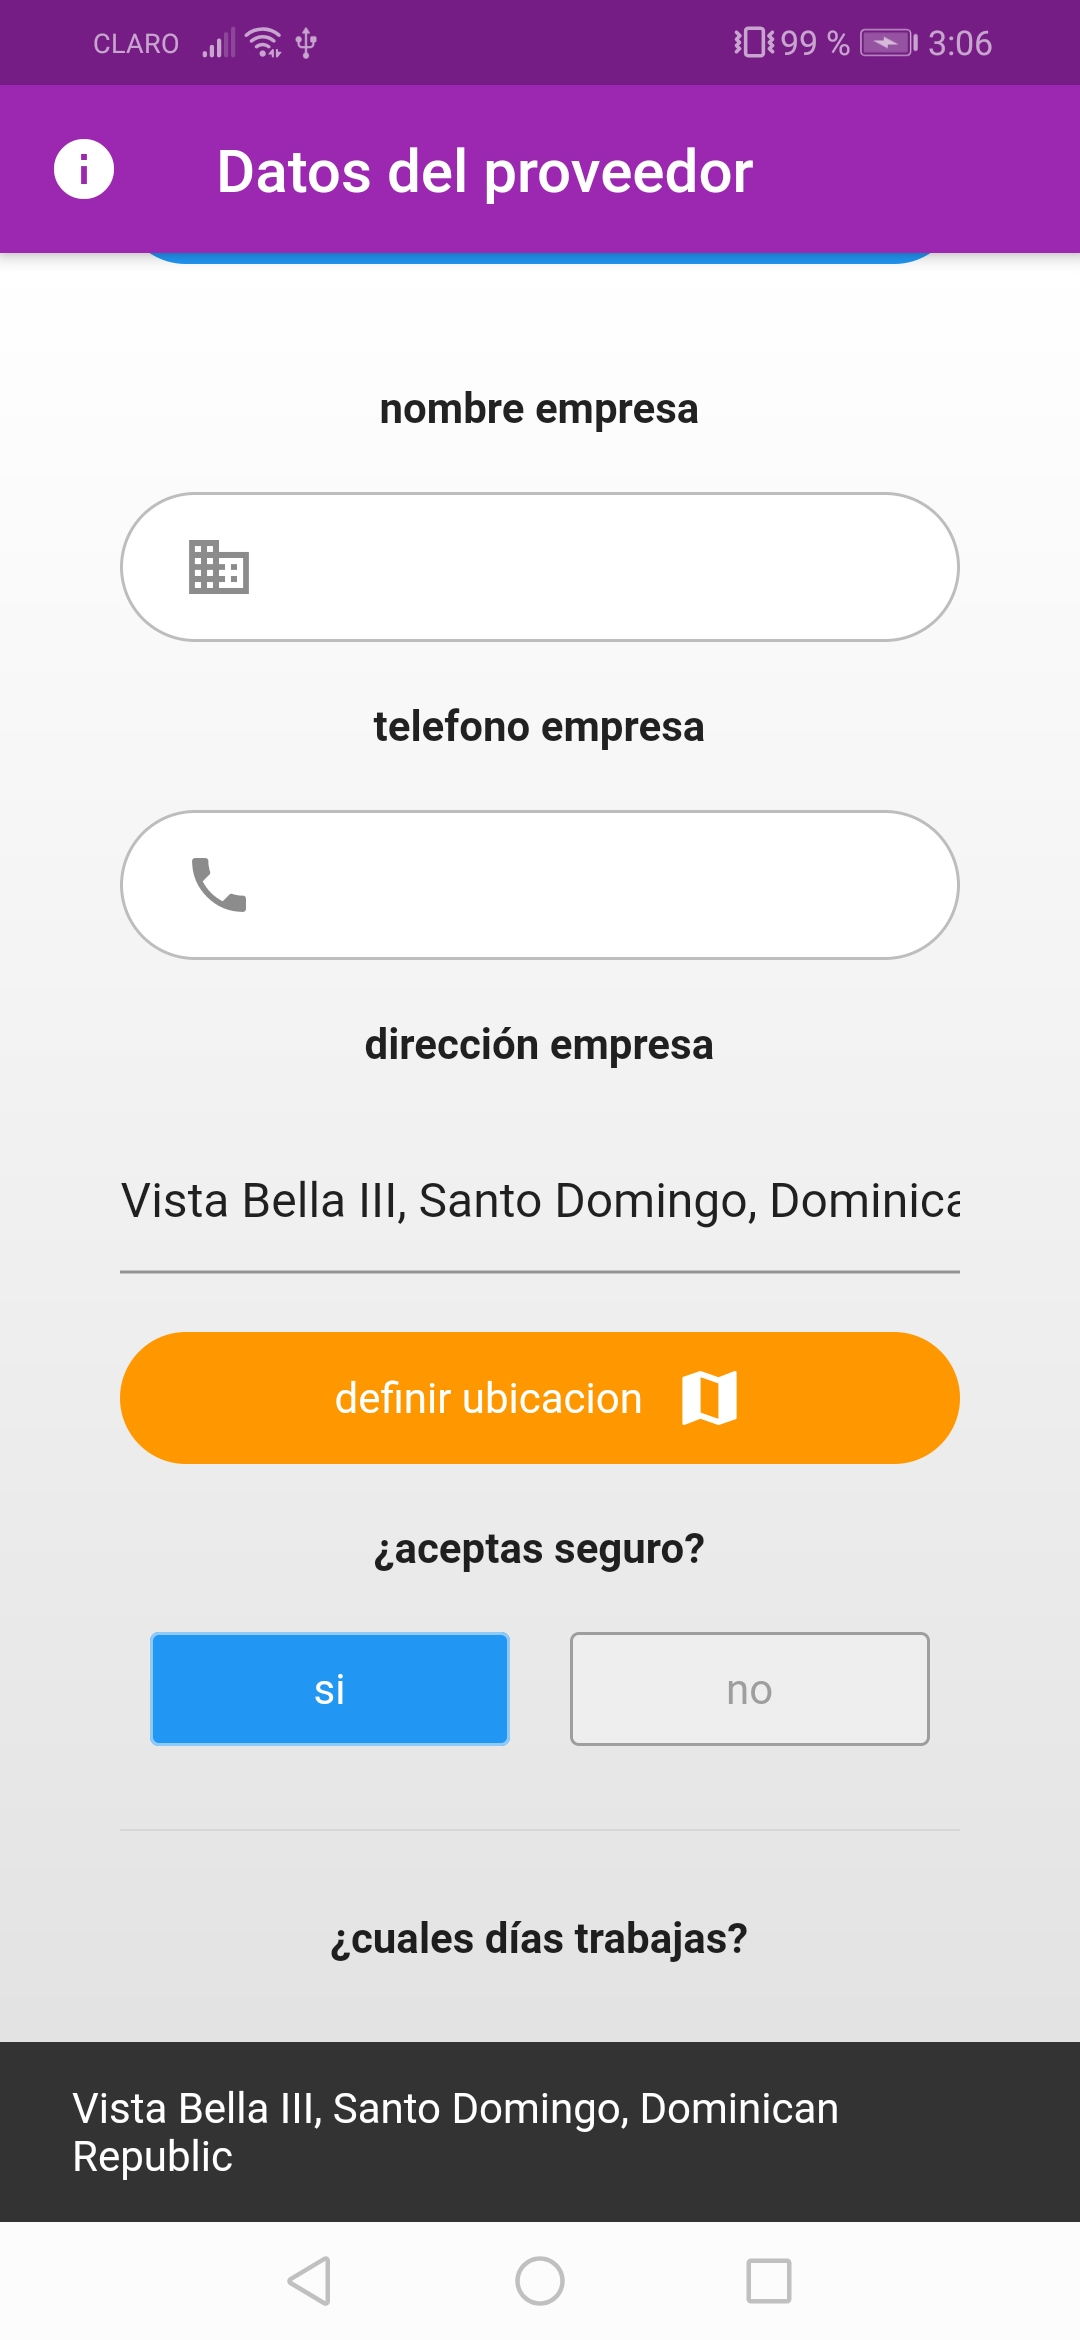 CLARO 99 % 3:06
Datos del proveedor
nombre empresa
telefono empresa
dirección empresa
Vista Bella III, Santo Domingo, Dominica
definir ubicacion
¿aceptas seguro?
si no
¿cuales días trabajas?
Vista Bella III, Santo Domingo, Dominican
Republic